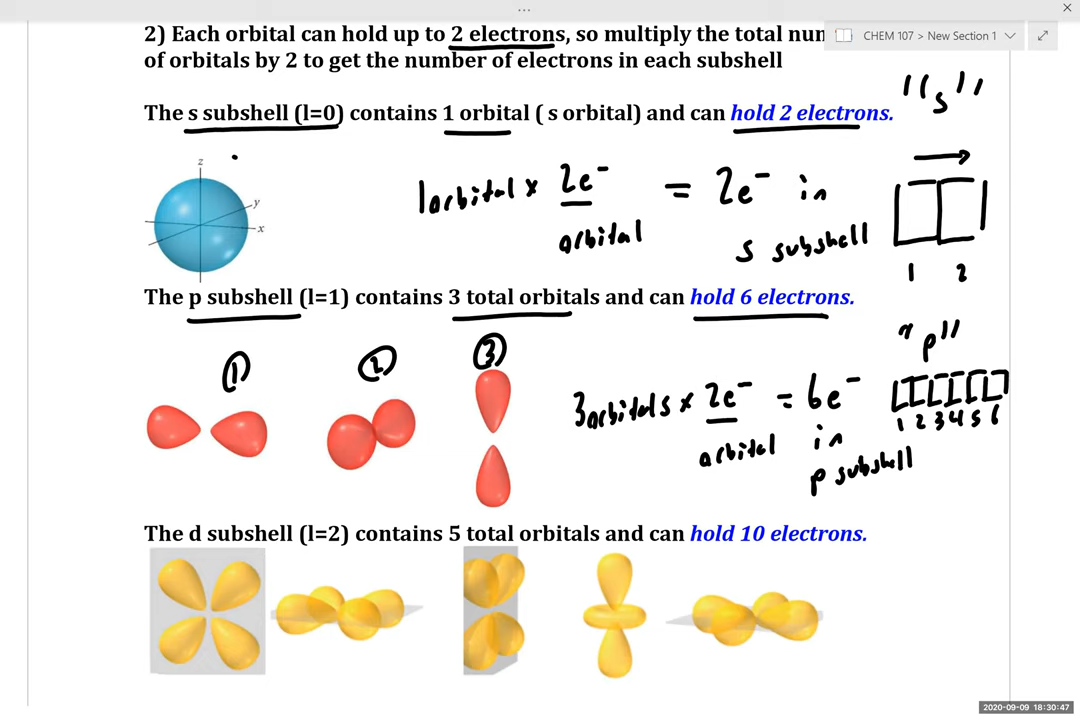 ...
CHEM 107 > New Section 1
2) Each orbital can hold up to 2 electrons, so multiply the total num
of orbitals by 2 to get the number of electrons in each subshell
The s subshell (l=0) contains 1 orbital ( s orbital) and can hold 2 electrons.
"s"
z
y
x
1 orbital x 2e⁻ = 2e⁻ in
orbital s subshell
1 2
The p subshell (l=1) contains 3 total orbitals and can hold 6 electrons.
1 2 3
"p"
3 orbitals x 2e⁻ = 6e⁻
1 2 3 4 5 6
orbital in
p subshell
The d subshell (l=2) contains 5 total orbitals and can hold 10 electrons.
2020-09-09 18:30:47